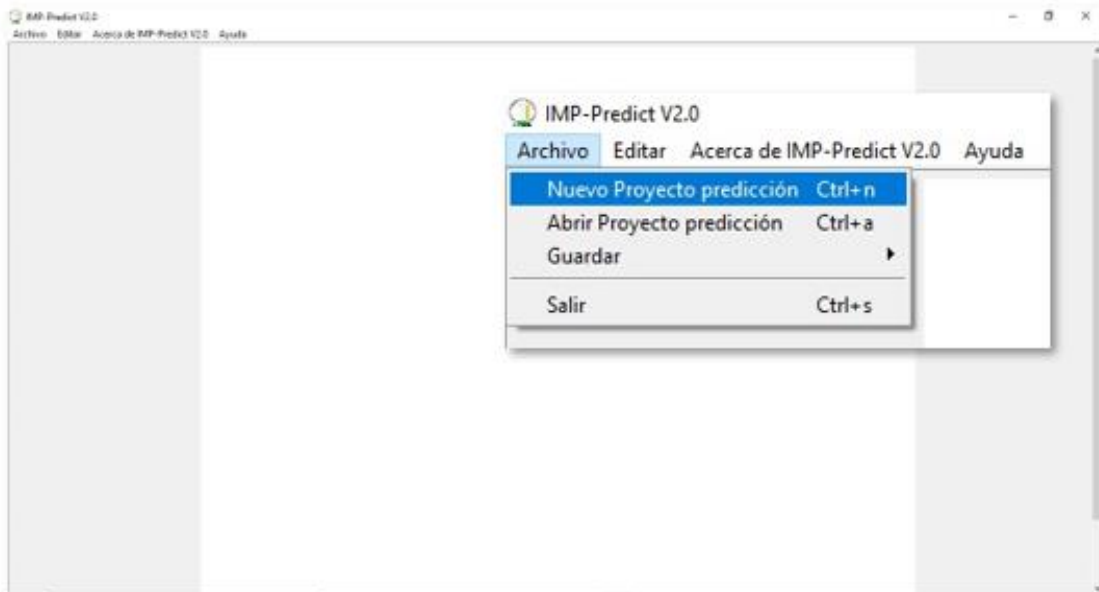 IMP-Predict V2.0
Archivo Editar Acerca de IMP-Predict V2.0 Ayuda
IMP-Predict V2.0
Archivo Editar Acerca de IMP-Predict V2.0 Ayuda
Nuevo Proyecto predicción Ctrl+n
Abrir Proyecto predicción Ctrl+a
Guardar
Salir Ctrl+s